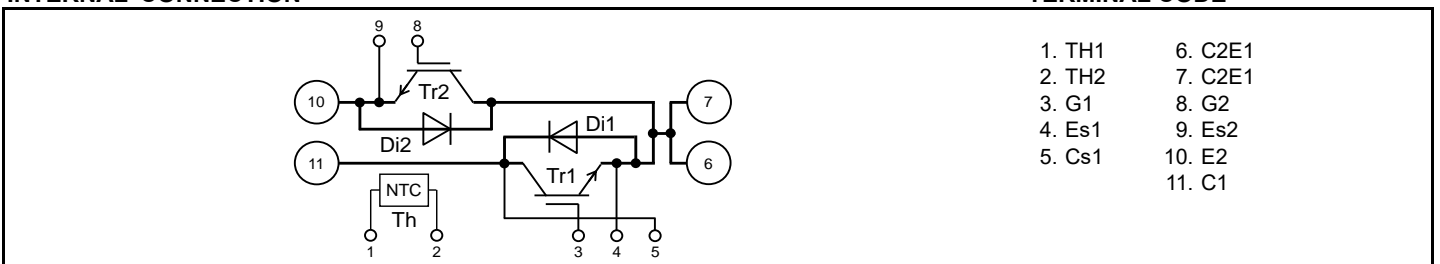 INTERNAL CONNECTION
TERMINAL CODE
9
8
10
Tr2
7
Di2
Di1
11
Tr1
6
NTC
Th
1
2
3
4
5
1. TH1
2. TH2
3. G1
4. Es1
5. Cs1
6. C2E1
7. C2E1
8. G2
9. Es2
10. E2
11. C1